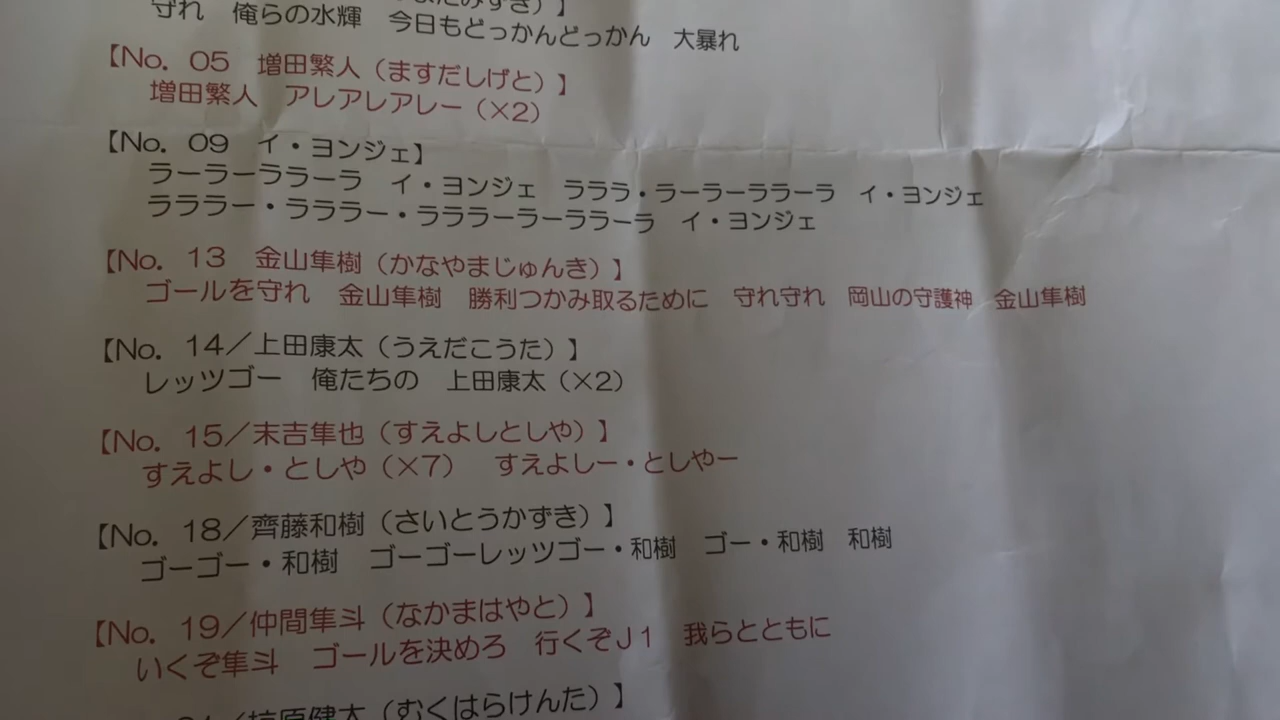 まだみずき）】
守れ　俺らの水輝　今日もどっかんどっかん　大暴れ
【No. 05　増田繁人（ますだしげと）】
増田繁人　アレアレアレー（×2）
【No. 09　イ・ヨンジェ】
ラーラーララーラ　イ・ヨンジェ　ラララ・ラーラーララーラ　イ・ヨンジェ
ラララー・ラララー・ラララーラーララーラ　イ・ヨンジェ
【No. 13　金山隼樹（かなやまじゅんき）】
ゴールを守れ　金山隼樹　勝利つかみ取るために　守れ守れ　岡山の守護神　金山隼樹
【No. 14／上田康太（うえだこうた）】
レッツゴー　俺たちの　上田康太（×2）
【No. 15／末吉隼也（すえよしとしや）】
すえよし・としや（×7）　すえよしー・としやー
【No. 18／齊藤和樹（さいとうかずき）】
ゴーゴー・和樹　ゴーゴーレッツゴー・和樹　ゴー・和樹　和樹
【No. 19／仲間隼斗（なかまはやと）】
いくぞ隼斗　ゴールを決めろ　行くぞJ1　我らとともに
／椋原健太（むくはらけんた）】